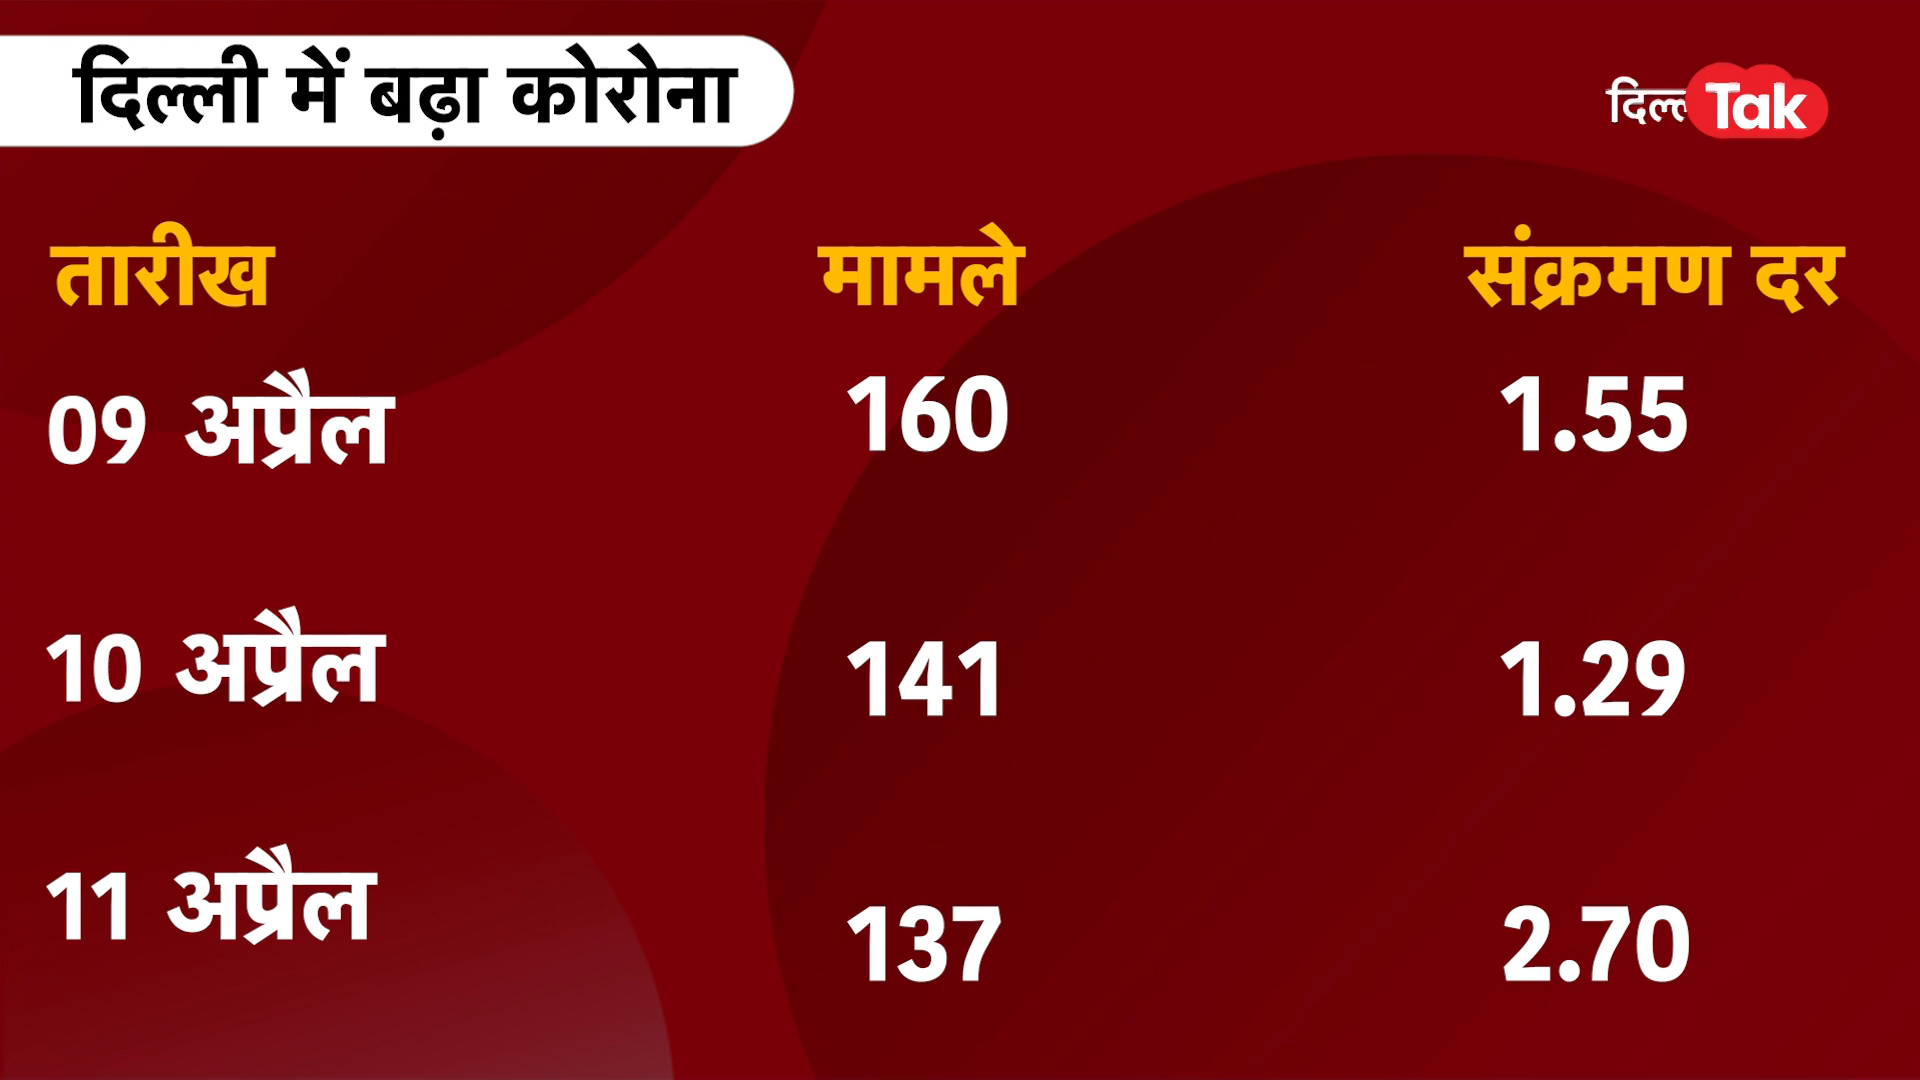 दिल्ली में बढ़ा कोरोना
Tak
तारीख मामले संक्रमण दर
09 अप्रैल 160 1.55
10 अप्रैल 141 1.29
11 अप्रैल 137 2.70